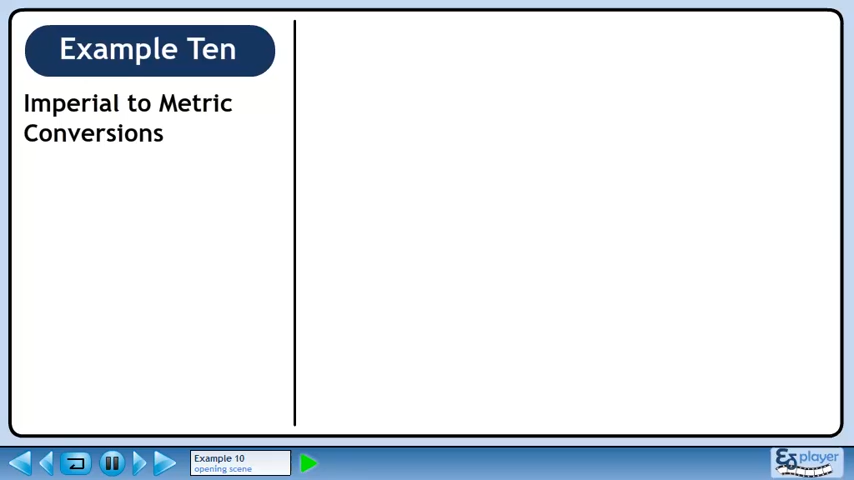 Example Ten
Imperial to Metric
Conversions
Example 10
opening scene
player